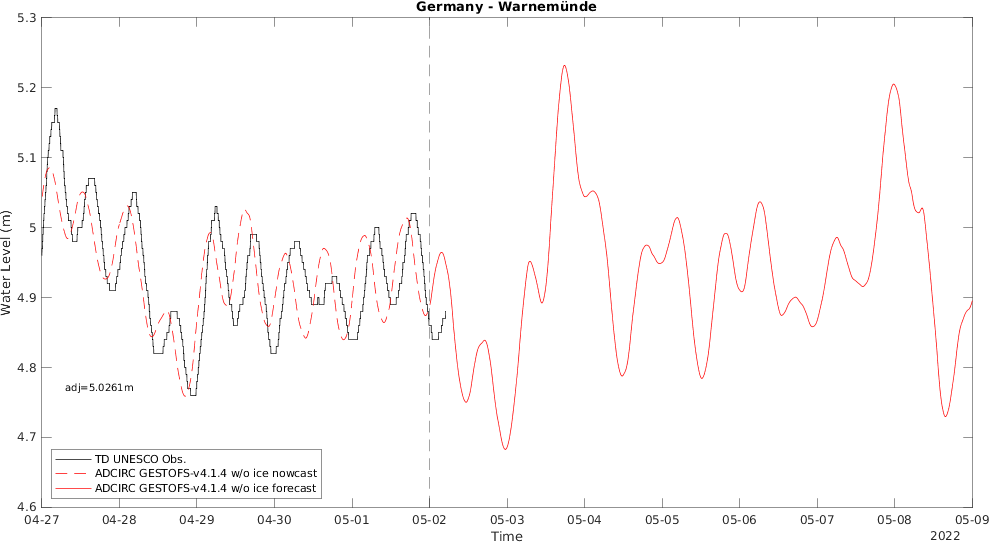 Germany - Warnemünde
5.3
5.2
5.1
5
4.9
4.8
4.7
4.6
Water Level (m)
adj=5.0261m
TD UNESCO Obs.
ADCIRC GESTOFS-v4.1.4 w/o ice nowcast
ADCIRC GESTOFS-v4.1.4 w/o ice forecast
04-27 04-28 04-29 04-30 05-01 05-02 05-03 05-04 05-05 05-06 05-07 05-08 05-09
Time
2022